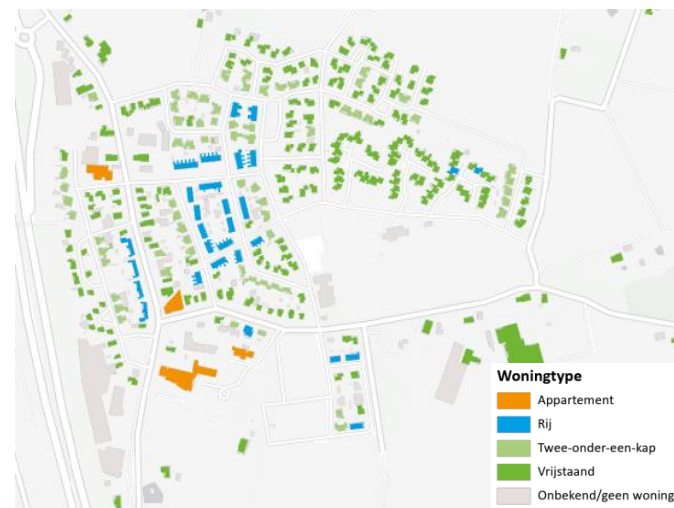 Woningtype
Appartement
Rij
Twee-onder-een-kap
Vrijstaand
Onbekend/geen woning